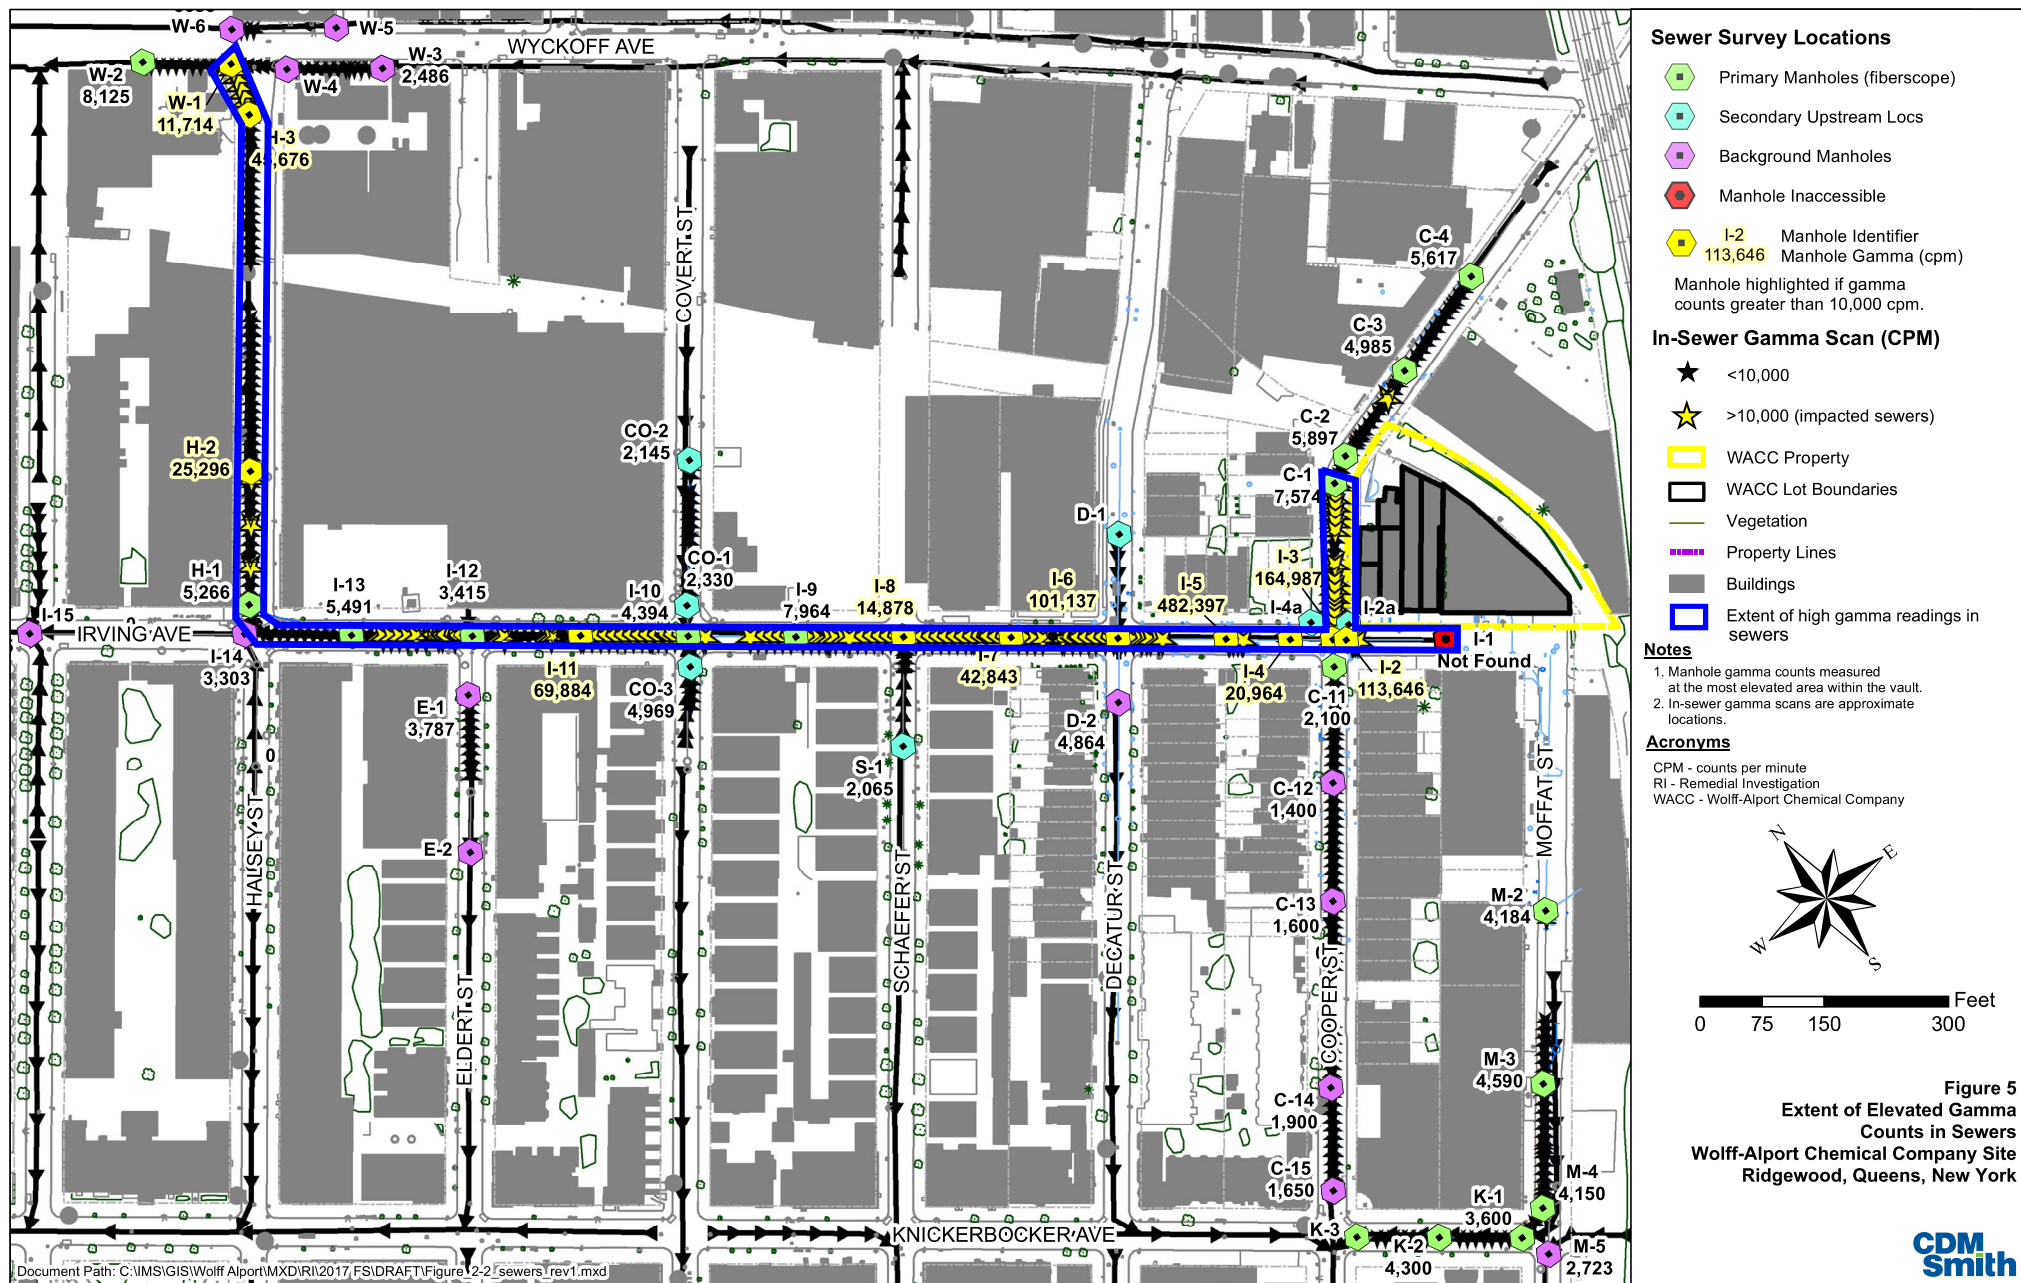 W-6
W-5
WYCKOFF AVE
W-2
8,125
W-4
W-3
2,486
W-1
11,714
H-3
45,676
COVERT ST
C-4
5,617
C-3
4,985
CO-2
2,145
H-2
25,296
C-2
5,897
C-1
7,574
D-1
H-1
5,266
I-13
5,491
I-12
3,415
I-10
4,394
CO-1
2,330
I-9
7,964
I-8
14,878
I-6
101,137
I-5
482,397
I-3
164,987
I-4a
I-2a
I-15
0
IRVING AVE
I-14
3,303
I-11
69,884
I-7
42,843
I-4
20,964
I-2
113,646
I-1
Not Found
CO-3
4,969
E-1
3,787
C-11
2,100
D-2
4,864
0
S-1
2,065
C-12
1,400
E-2
HALSEY ST
ELDERT ST
SCHAEFER ST
DECATUR ST
COOPER ST
MOFFAT ST
C-13
1,600
M-2
4,184
M-3
4,590
C-14
1,900
C-15
1,650
M-4
4,150
K-1
3,600
K-3
K-2
4,300
M-5
2,723
KNICKERBOCKER AVE
Document Path: C:\IMS\GIS\Wolff Alport\MXD\RI\2017 FS\DRAFT\Figure_2-2_sewers_rev1.mxd
Sewer Survey Locations
Primary Manholes (fiberscope)
Secondary Upstream Locs
Background Manholes
Manhole Inaccessible
I-2 Manhole Identifier
113,646 Manhole Gamma (cpm)
Manhole highlighted if gamma
counts greater than 10,000 cpm.
In-Sewer Gamma Scan (CPM)
<10,000
>10,000 (impacted sewers)
WACC Property
WACC Lot Boundaries
Vegetation
Property Lines
Buildings
Extent of high gamma readings in
sewers
Notes
1. Manhole gamma counts measured
at the most elevated area within the vault.
2. In-sewer gamma scans are approximate
locations.
Acronyms
CPM - counts per minute
RI - Remedial Investigation
WACC - Wolff-Alport Chemical Company
N
E
W
S
Feet
0 75 150 300
Figure 5
Extent of Elevated Gamma
Counts in Sewers
Wolff-Alport Chemical Company Site
Ridgewood, Queens, New York
CDM
Smith